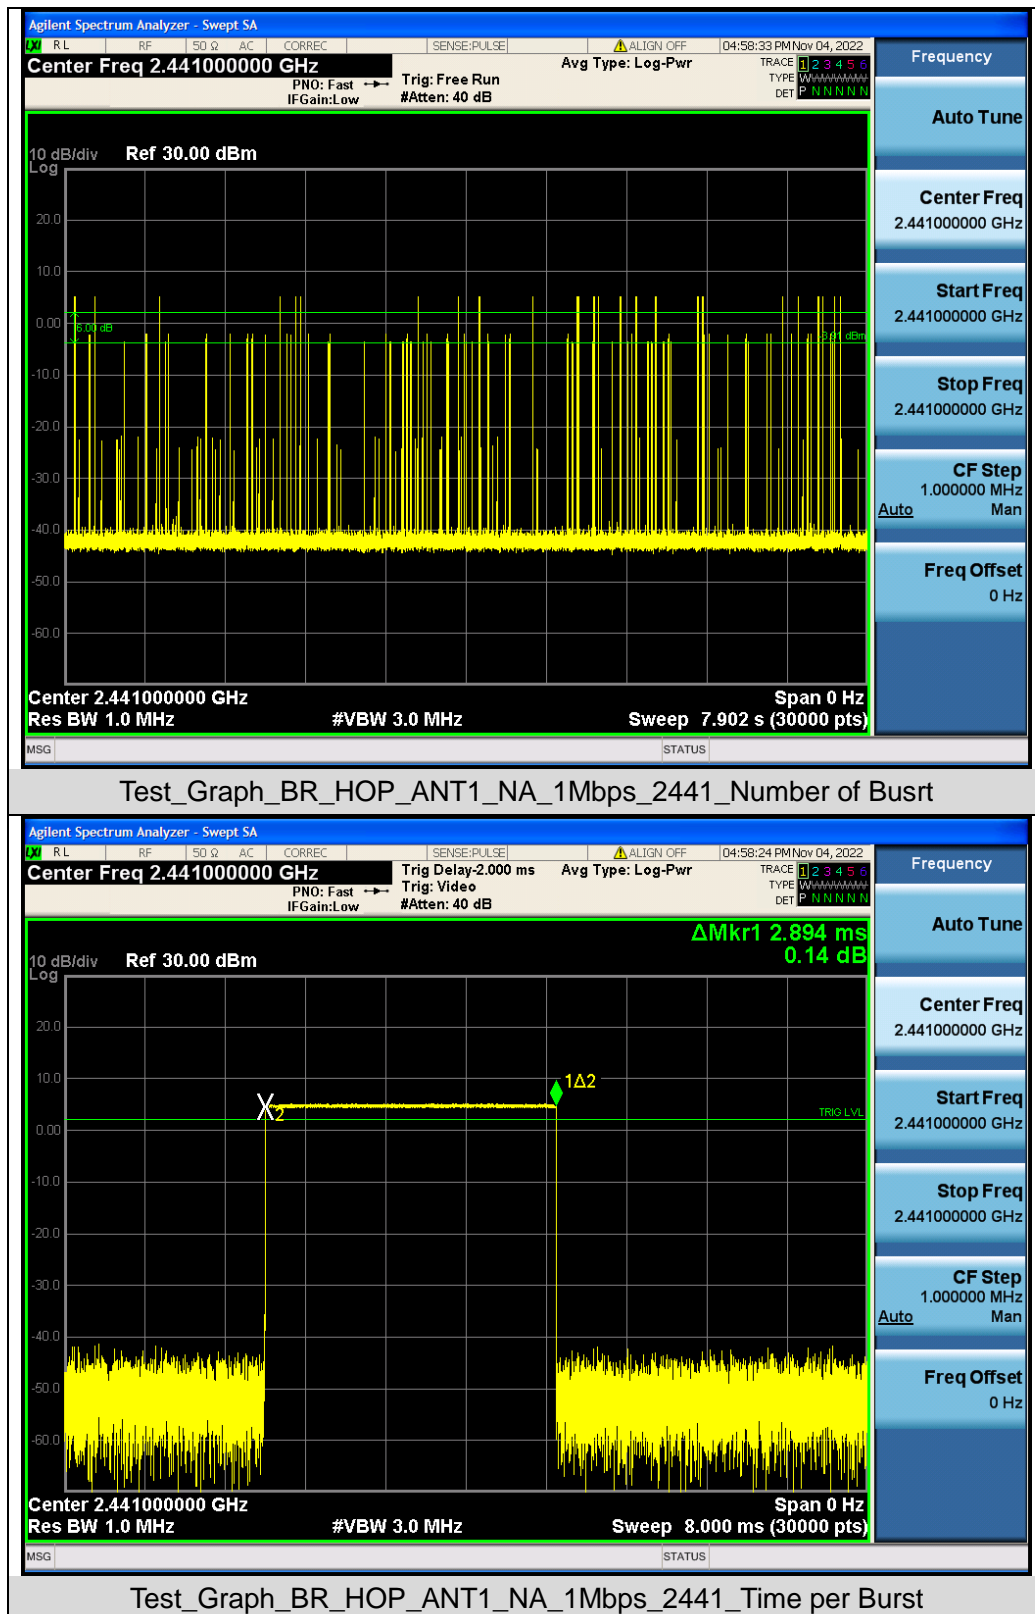 Agilent Spectrum Analyzer - Swept SA
LXI RL RF 50 Ω AC CORREC SENSE:PULSE ⚠ALIGN OFF 04:58:33 PM Nov 04, 2022
Center Freq 2.441000000 GHz Avg Type: Log-Pwr TRACE 1 2 3 4 5 6
PNO: Fast Trig: Free Run TYPE WWWWWW
IFGain:Low #Atten: 40 dB DET P N N N N N
Frequency
Auto Tune
10 dB/div Ref 30.00 dBm
Log
Center Freq
2.441000000 GHz
20.0
10.0
Start Freq
2.441000000 GHz
0.00
6.00 dB
-10.0
Stop Freq
2.441000000 GHz
-20.0
-30.0
CF Step
1.000000 MHz
Auto Man
-40.0
-50.0
Freq Offset
0 Hz
-60.0
Center 2.441000000 GHz Span 0 Hz
Res BW 1.0 MHz #VBW 3.0 MHz Sweep 7.902 s (30000 pts)
MSG STATUS
Test_Graph_BR_HOP_ANT1_NA_1Mbps_2441_Number of Busrt
Agilent Spectrum Analyzer - Swept SA
LXI RL RF 50 Ω AC CORREC SENSE:PULSE ⚠ALIGN OFF 04:58:24 PM Nov 04, 2022
Center Freq 2.441000000 GHz Trig Delay-2.000 ms Avg Type: Log-Pwr TRACE 1 2 3 4 5 6
PNO: Fast Trig: Video TYPE WWWWWW
IFGain:Low #Atten: 40 dB DET P N N N N N
Frequency
Auto Tune
ΔMkr1 2.894 ms
0.14 dB
10 dB/div Ref 30.00 dBm
Log
Center Freq
2.441000000 GHz
20.0
10.0
1Δ2
X2
TRIG LVL
Start Freq
2.441000000 GHz
0.00
-10.0
Stop Freq
2.441000000 GHz
-20.0
-30.0
CF Step
1.000000 MHz
Auto Man
-40.0
-50.0
Freq Offset
0 Hz
-60.0
Center 2.441000000 GHz Span 0 Hz
Res BW 1.0 MHz #VBW 3.0 MHz Sweep 8.000 ms (30000 pts)
MSG STATUS
Test_Graph_BR_HOP_ANT1_NA_1Mbps_2441_Time per Burst